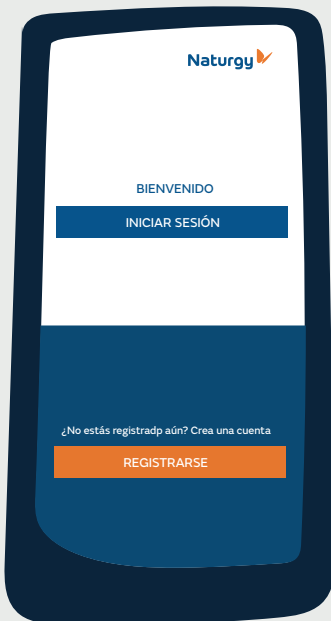 Naturgy
BIENVENIDO
INICIAR SESIÓN
¿No estás registradp aún? Crea una cuenta
REGISTRARSE